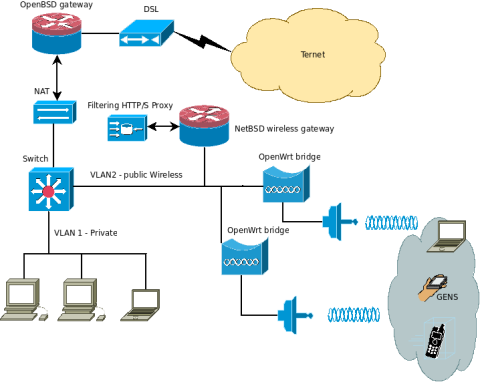 OpenBSD gateway
DSL
Ternet
NAT
Filtering HTTP/S Proxy
NetBSD wireless gateway
Switch
OpenWrt bridge
VLAN2 - public Wireless
VLAN 1 - Private
OpenWrt bridge
GENS